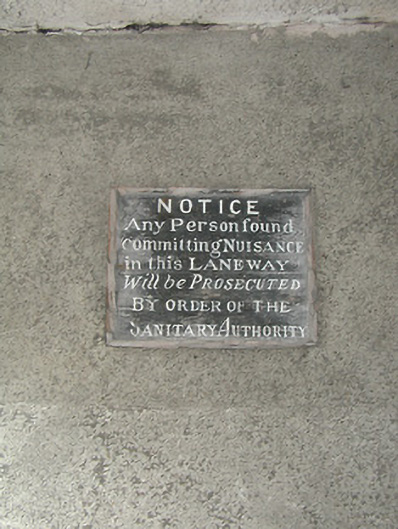 NOTICE
Any Person found
committing NUISANCE
in this LANEWAY
Will be PROSECUTED
BY ORDER OF THE
SANITARY AUTHORITY